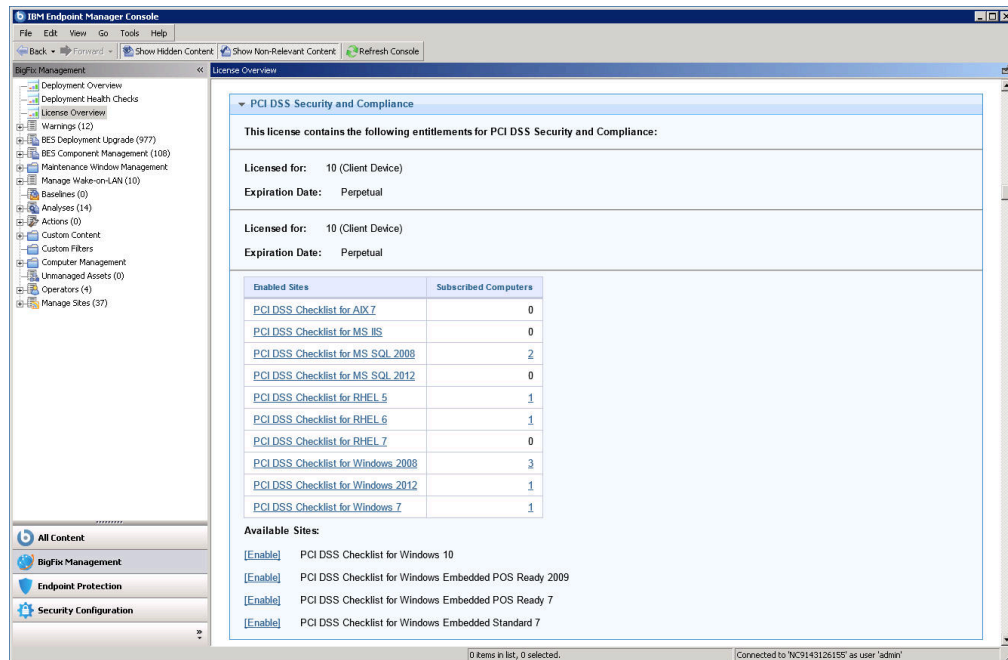 IBM Endpoint Manager Console
File Edit View Go Tools Help
Back Forward Show Hidden Content Show Non-Relevant Content Refresh Console
BigFix Management «
License Overview
Deployment Overview
Deployment Health Checks
License Overview
Warnings (12)
BES Deployment Upgrade (977)
BES Component Management (108)
Maintenance Window Management
Manage Wake-on-LAN (10)
Baselines (0)
Analyses (14)
Actions (0)
Custom Content
Custom Filters
Computer Management
Unmanaged Assets (0)
Operators (4)
Manage Sites (37)
All Content
BigFix Management
Endpoint Protection
Security Configuration
»
PCI DSS Security and Compliance
This license contains the following entitlements for PCI DSS Security and Compliance:
Licensed for: 10 (Client Device)
Expiration Date: Perpetual
Licensed for: 10 (Client Device)
Expiration Date: Perpetual
Enabled Sites Subscribed Computers
PCI DSS Checklist for AIX 7 0
PCI DSS Checklist for MS IIS 0
PCI DSS Checklist for MS SQL 2008 2
PCI DSS Checklist for MS SQL 2012 0
PCI DSS Checklist for RHEL 5 1
PCI DSS Checklist for RHEL 6 1
PCI DSS Checklist for RHEL 7 0
PCI DSS Checklist for Windows 2008 3
PCI DSS Checklist for Windows 2012 1
PCI DSS Checklist for Windows 7 1
Available Sites:
[Enable] PCI DSS Checklist for Windows 10
[Enable] PCI DSS Checklist for Windows Embedded POS Ready 2009
[Enable] PCI DSS Checklist for Windows Embedded POS Ready 7
[Enable] PCI DSS Checklist for Windows Embedded Standard 7
0 items in list, 0 selected.
Connected to 'NC9143126155' as user 'admin'